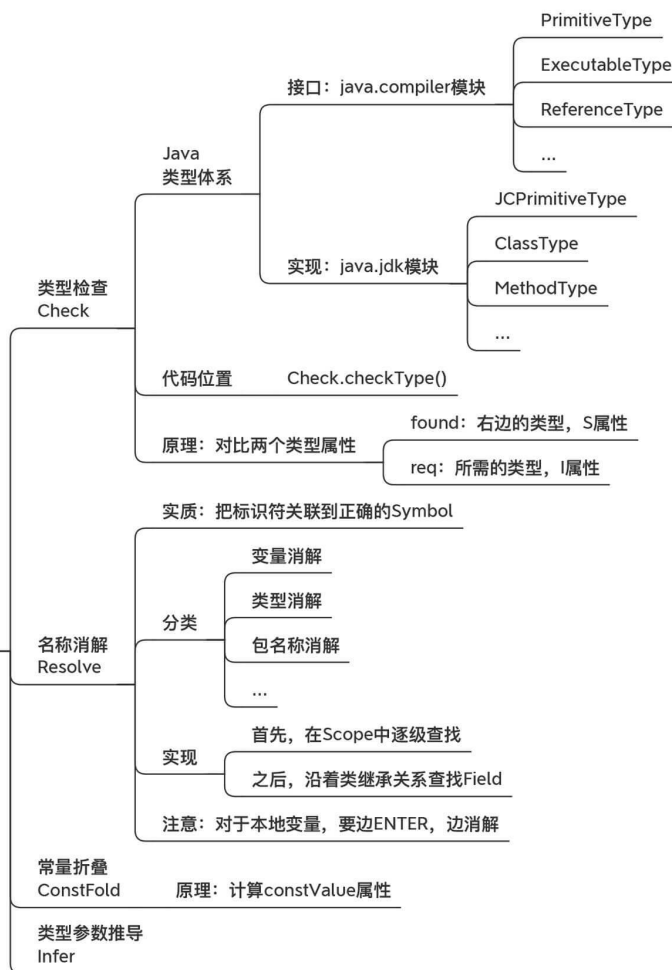 类型检查
Check
Java
类型体系
接口：java.compiler模块
PrimitiveType
ExecutableType
ReferenceType
...
实现：java.jdk模块
JCPrimitiveType
ClassType
MethodType
...
代码位置
Check.checkType()
原理：对比两个类型属性
found：右边的类型，S属性
req：所需的类型，I属性
名称消解
Resolve
实质：把标识符关联到正确的Symbol
分类
变量消解
类型消解
包名称消解
...
实现
首先，在Scope中逐级查找
之后，沿着类继承关系查找Field
注意：对于本地变量，要边ENTER，边消解
常量折叠
ConstFold
原理：计算constValue属性
类型参数推导
Infer